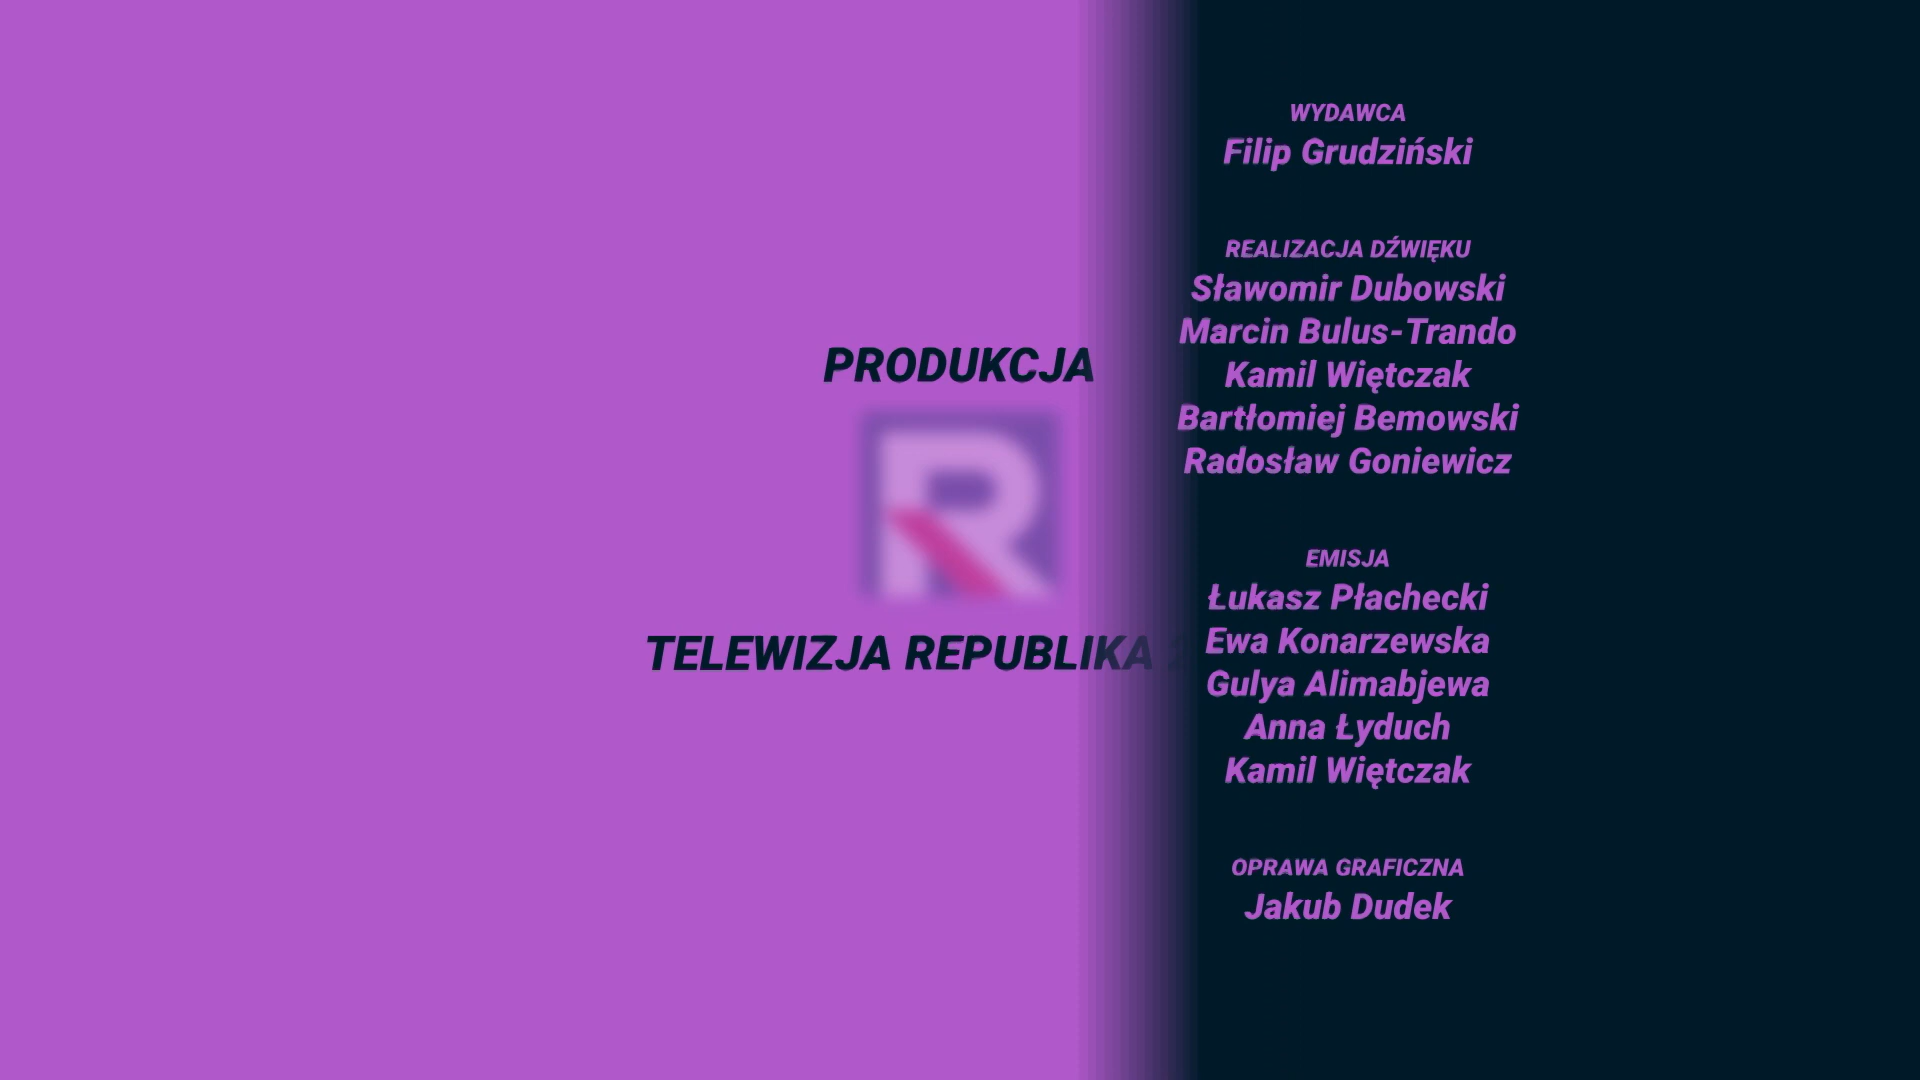 PRODUKCJA
R
TELEWIZJA REPUBLIKA 2
WYDAWCA
Filip Grudziński
REALIZACJA DŹWIĘKU
Sławomir Dubowski
Marcin Bulus-Trando
Kamil Więtczak
Bartłomiej Bemowski
Radosław Goniewicz
EMISJA
Łukasz Płachecki
Ewa Konarzewska
Gulya Alimabjewa
Anna Łyduch
Kamil Więtczak
OPRAWA GRAFICZNA
Jakub Dudek